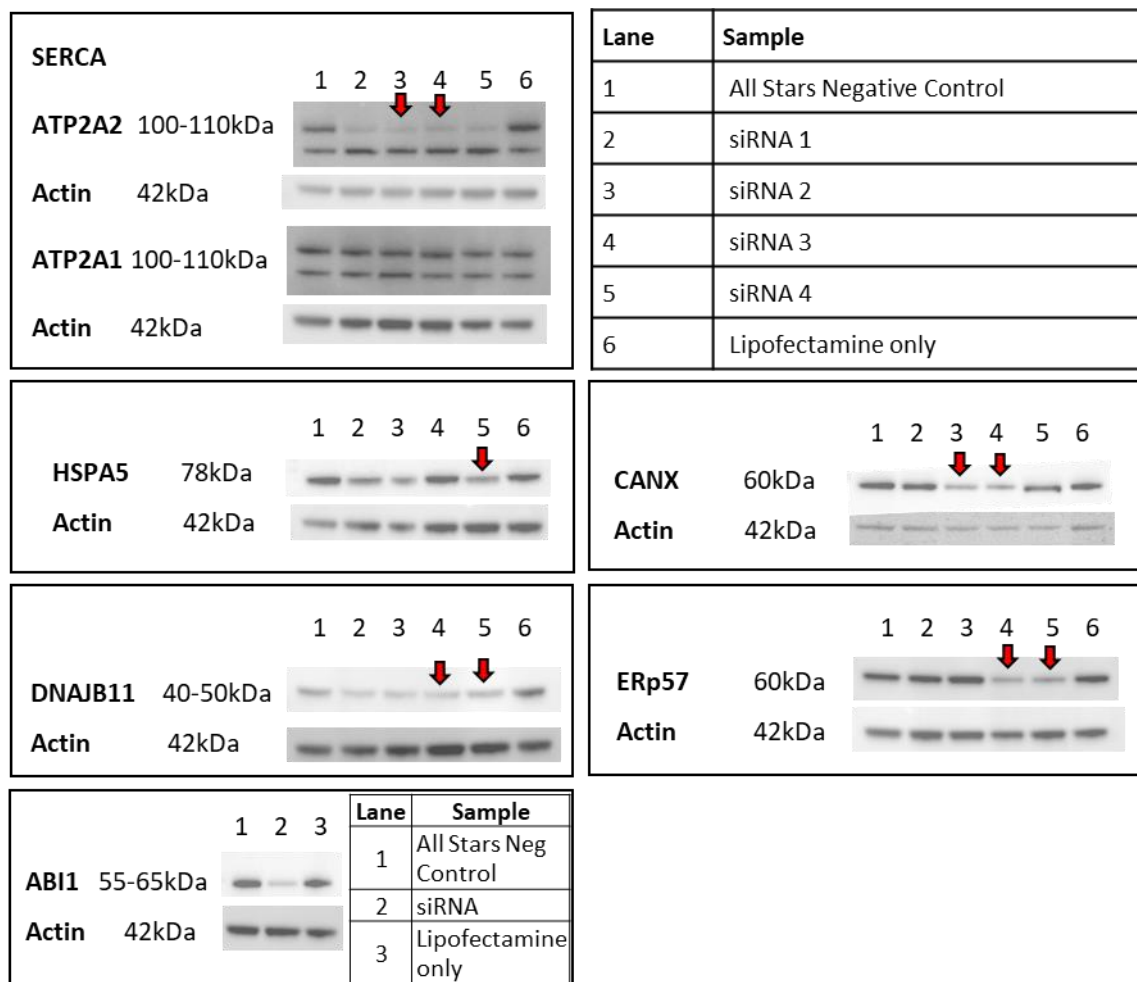 SERCA
1 2 3 4 5 6
ATP2A2 100-110kDa
Actin 42kDa
ATP2A1 100-110kDa
Actin 42kDa
Lane Sample
1 All Stars Negative Control
2 siRNA 1
3 siRNA 2
4 siRNA 3
5 siRNA 4
6 Lipofectamine only
1 2 3 4 5 6
HSPA5 78kDa
Actin 42kDa
1 2 3 4 5 6
CANX 60kDa
Actin 42kDa
1 2 3 4 5 6
DNAJB11 40-50kDa
Actin 42kDa
1 2 3 4 5 6
ERp57 60kDa
Actin 42kDa
1 2 3
ABI1 55-65kDa
Actin 42kDa
Lane Sample
1 All Stars Neg
Control
2 siRNA
3 Lipofectamine
only